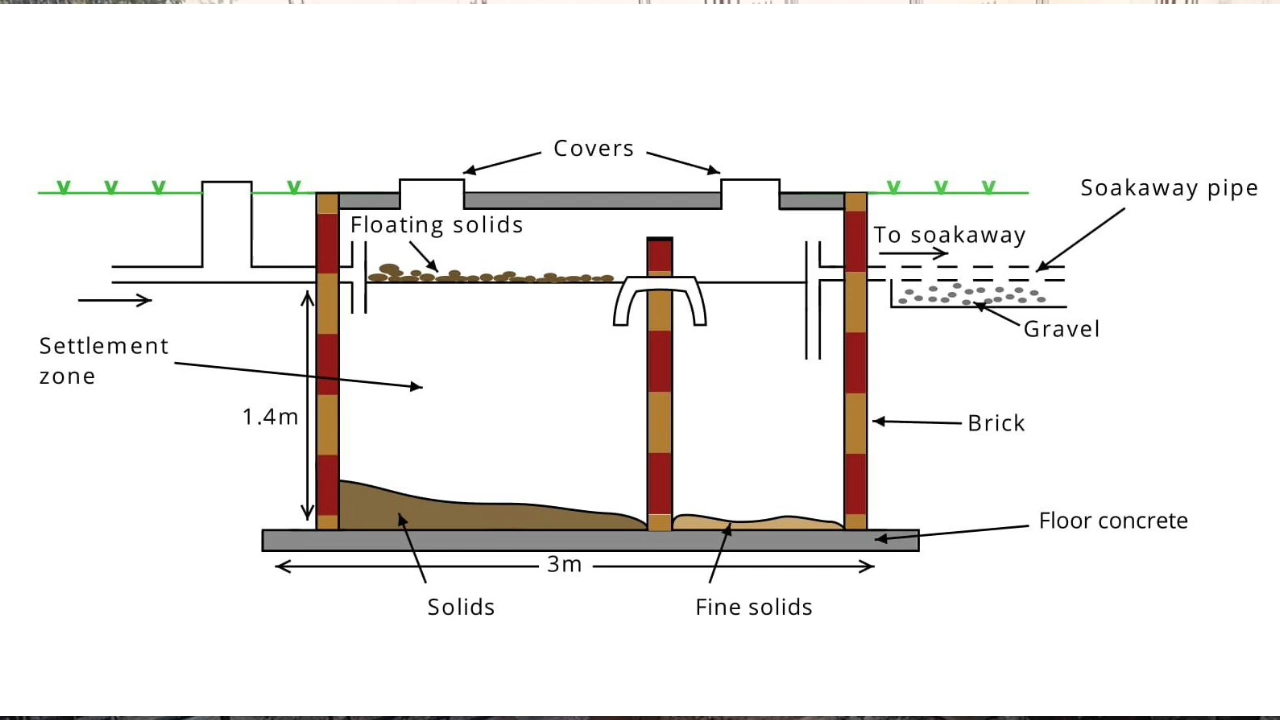 Covers
Soakaway pipe
Floating solids
To soakaway
Gravel
Settlement
zone
1.4m
Brick
Floor concrete
3m
Solids
Fine solids